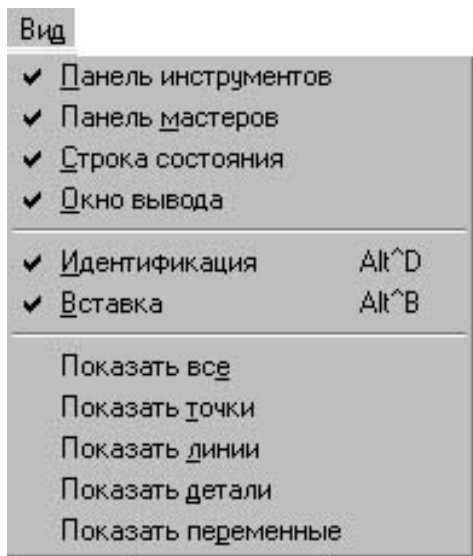 Вид
Панель инструментов
Панель мастеров
Строка состояния
Окно вывода
Идентификация Alt^D
Вставка Alt^B
Показать все
Показать точки
Показать линии
Показать детали
Показать переменные